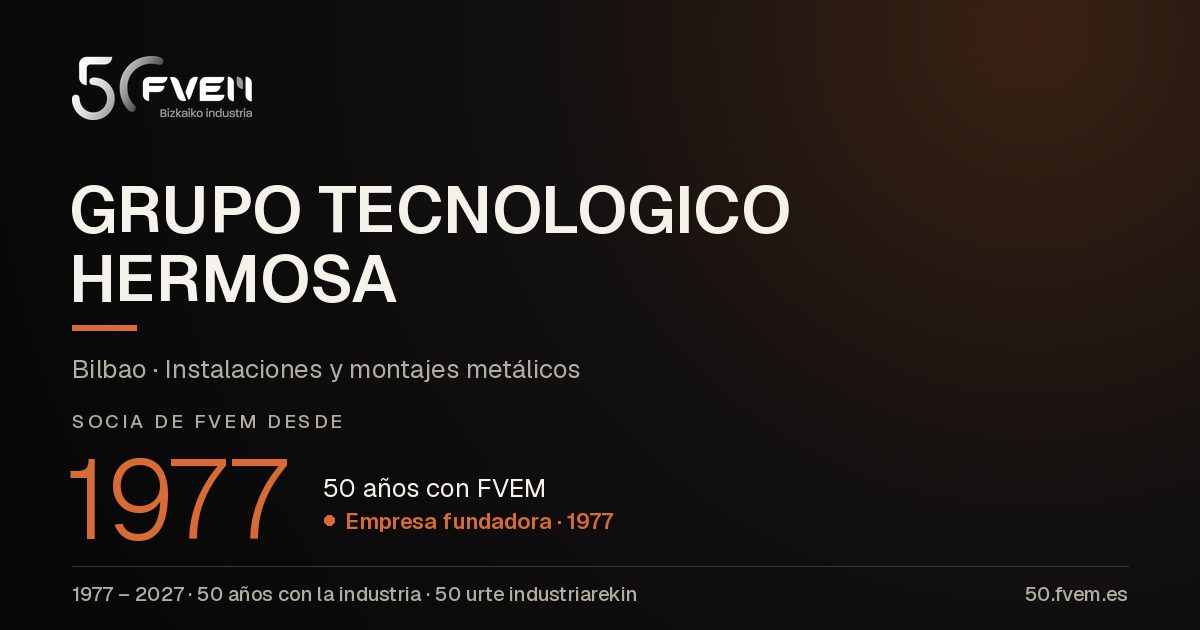 50 FVEM
Bizkaiko industria
GRUPO TECNOLOGICO
HERMOSA
Bilbao · Instalaciones y montajes metálicos
SOCIA DE FVEM DESDE
1977
50 años con FVEM
Empresa fundadora · 1977
1977 – 2027 · 50 años con la industria · 50 urte industriarekin
50.fvem.es